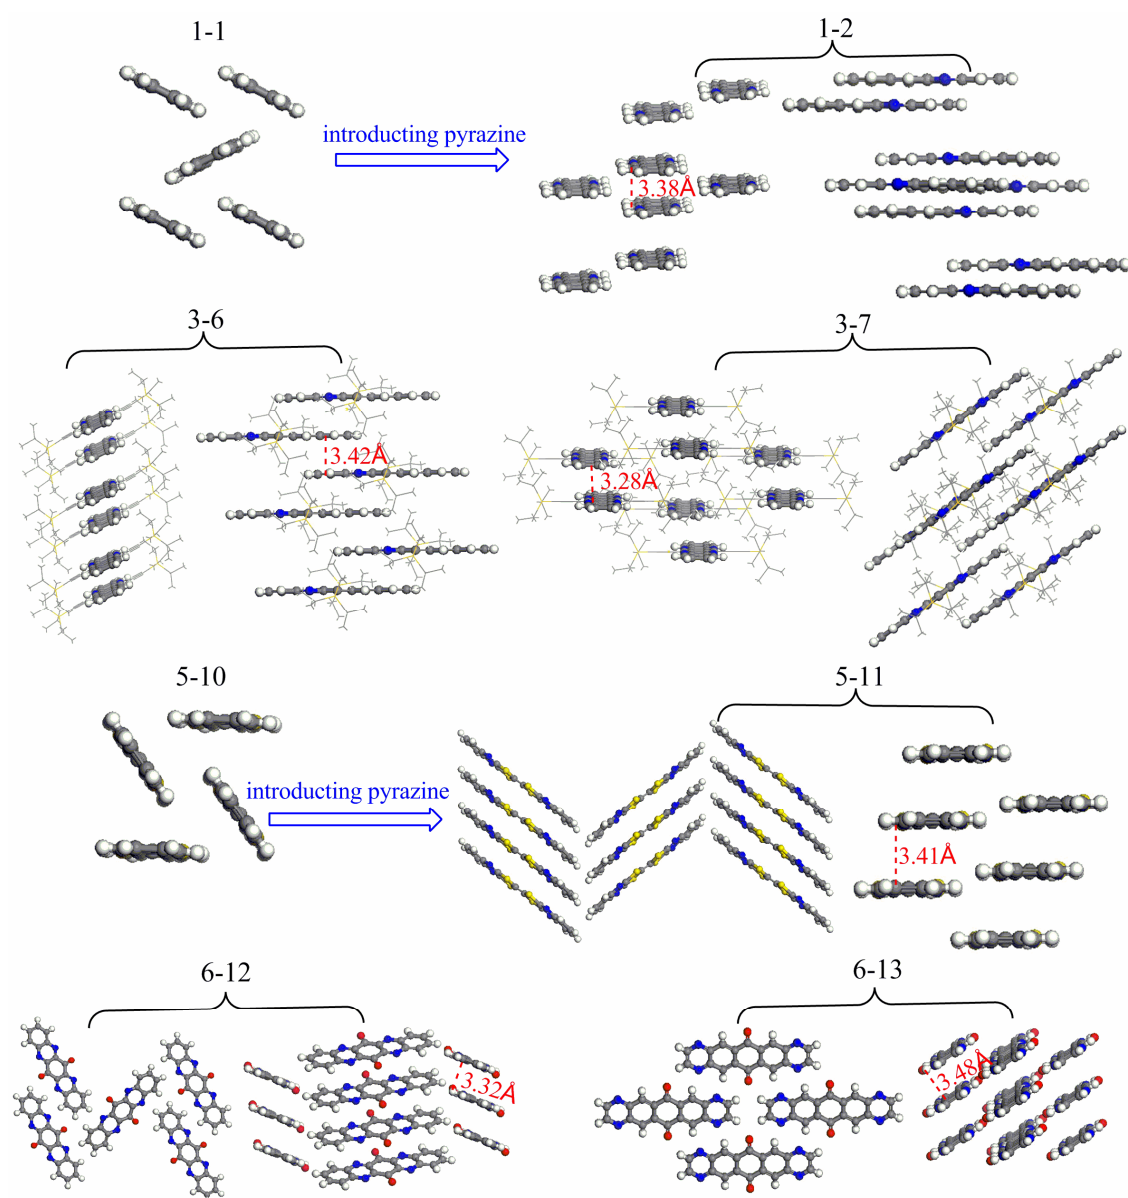 1-1
1-2
introducting pyrazine
3.38Å
3-6
3-7
3.42Å
3.28Å
5-10
5-11
introducting pyrazine
3.41Å
6-12
6-13
3.32Å
3.48Å